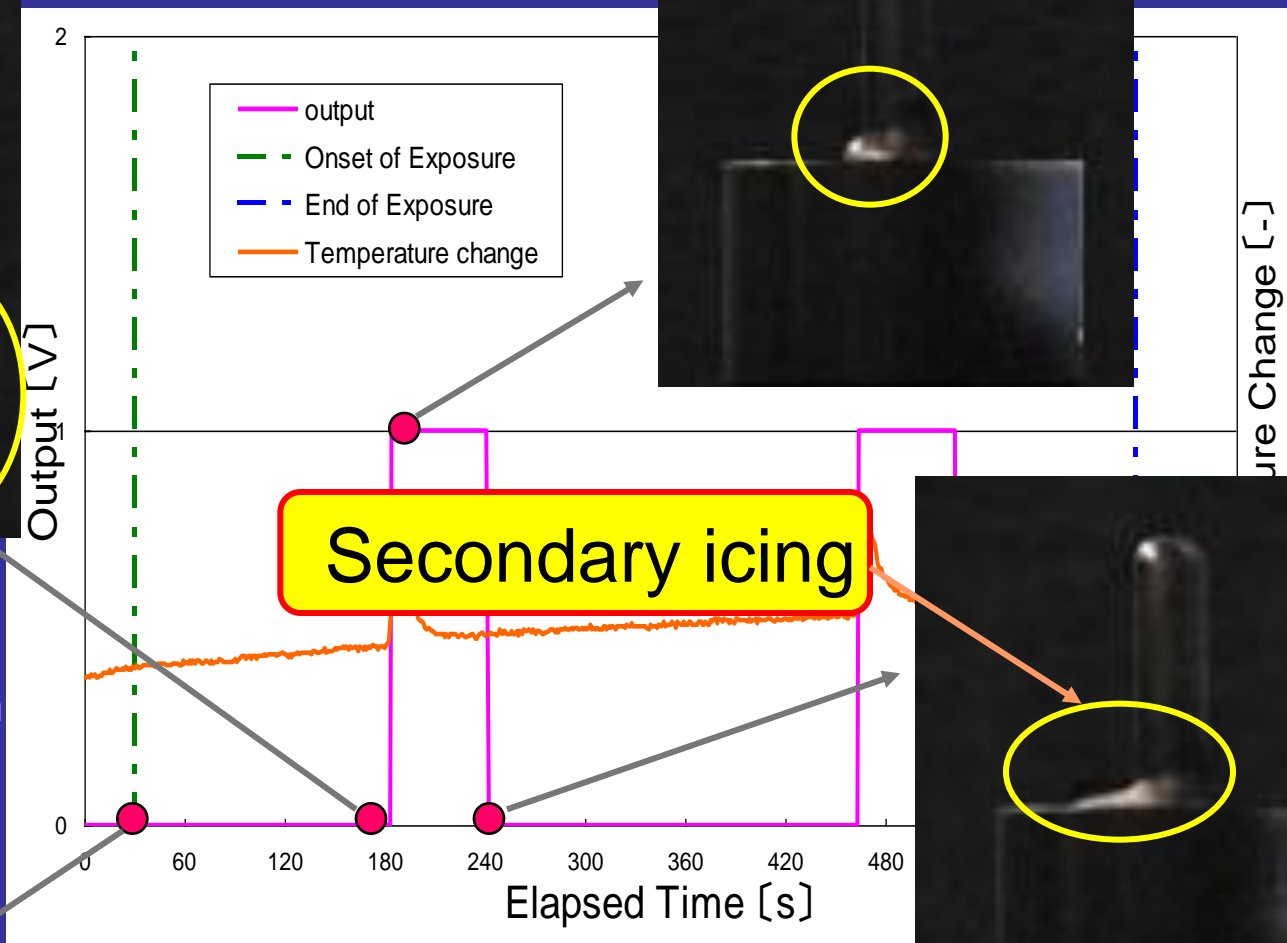 2
output
Onset of Exposure
End of Exposure
Temperature change
Output [V]
1
ure Change [-]
Secondary icing
0
0 60 120 180 240 300 360 420 480
Elapsed Time [s]